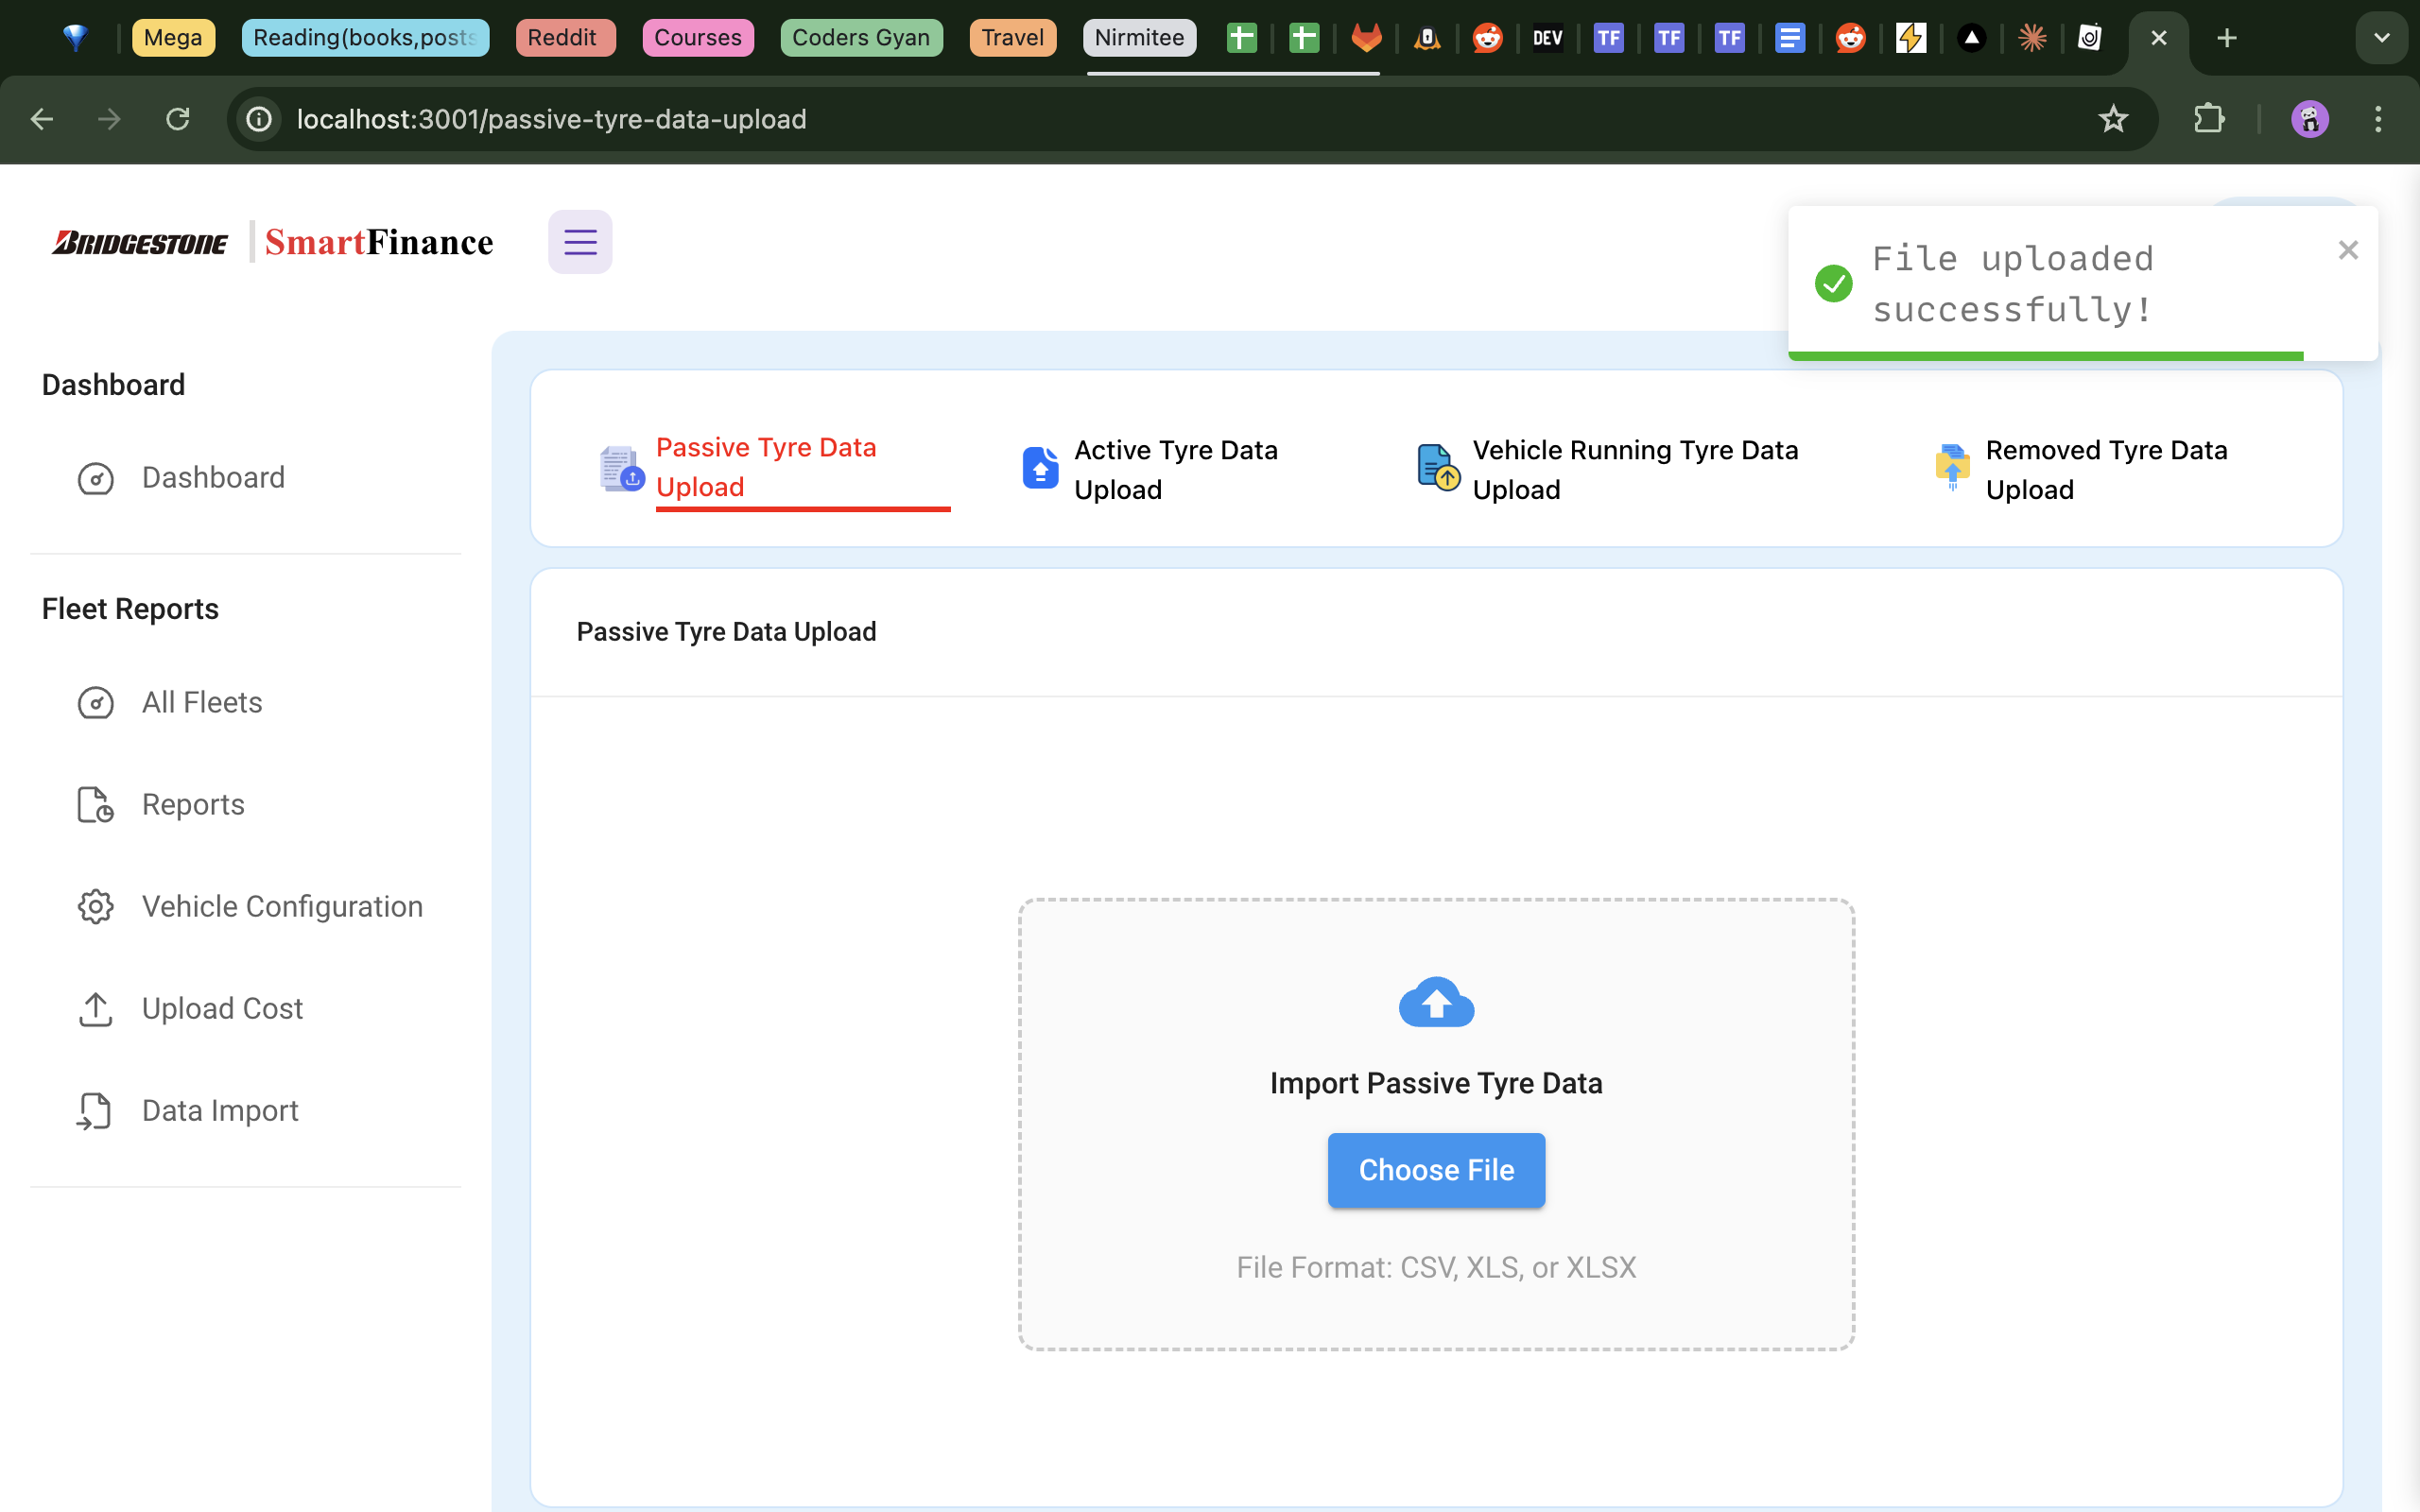 Mega
Reading(books,posts
Reddit
Courses
Coders Gyan
Travel
Nirmitee
DEV
TF
TF
TF
localhost:3001/passive-tyre-data-upload
BRIDGESTONE
SmartFinance
File uploaded
successfully!
Dashboard
Dashboard
Fleet Reports
All Fleets
Reports
Vehicle Configuration
Upload Cost
Data Import
Passive Tyre Data
Upload
Active Tyre Data
Upload
Vehicle Running Tyre Data
Upload
Removed Tyre Data
Upload
Passive Tyre Data Upload
Import Passive Tyre Data
Choose File
File Format: CSV, XLS, or XLSX